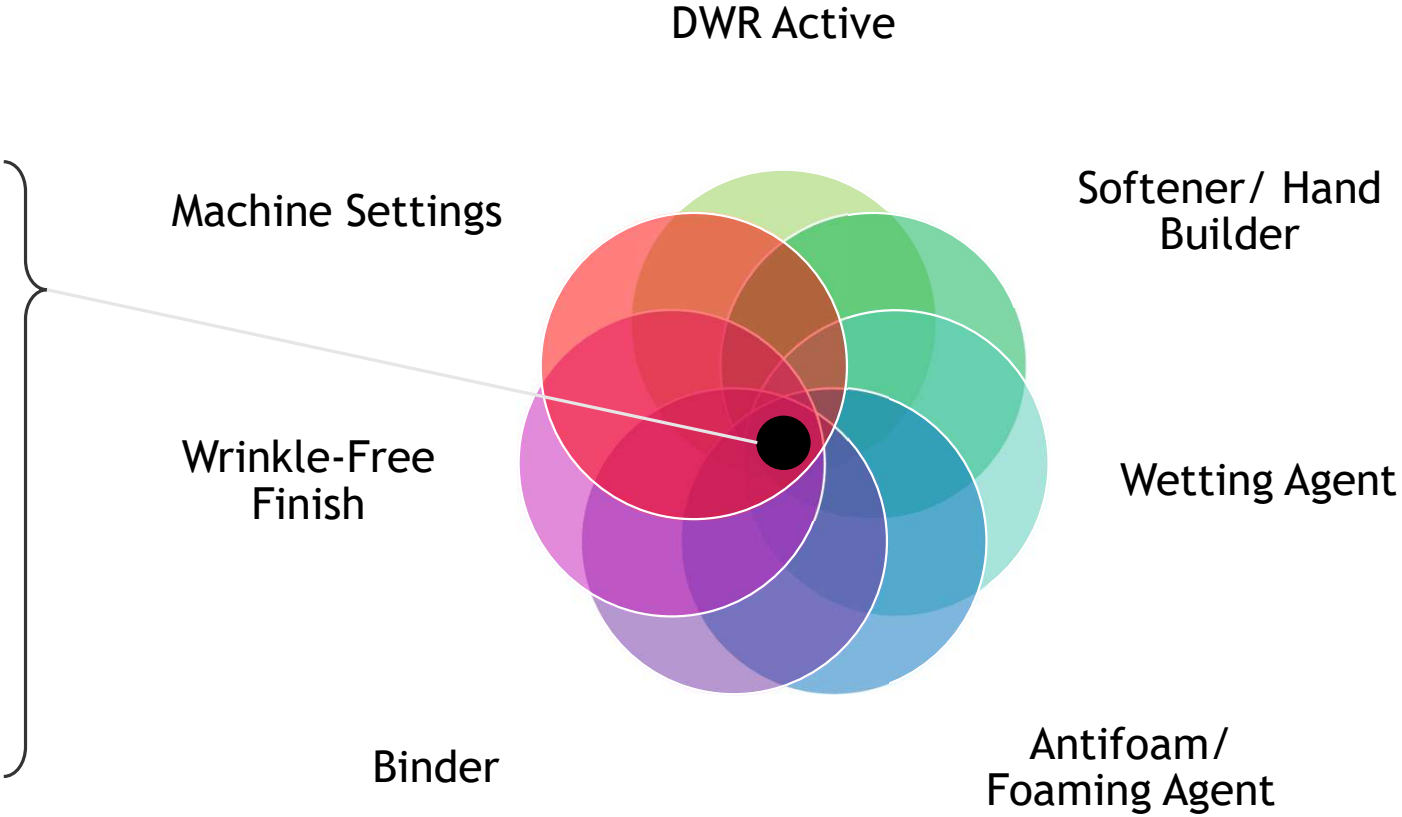 DWR Active
Machine Settings
Softener/ Hand
Builder
Wrinkle-Free
Finish
Wetting Agent
Binder
Antifoam/
Foaming Agent